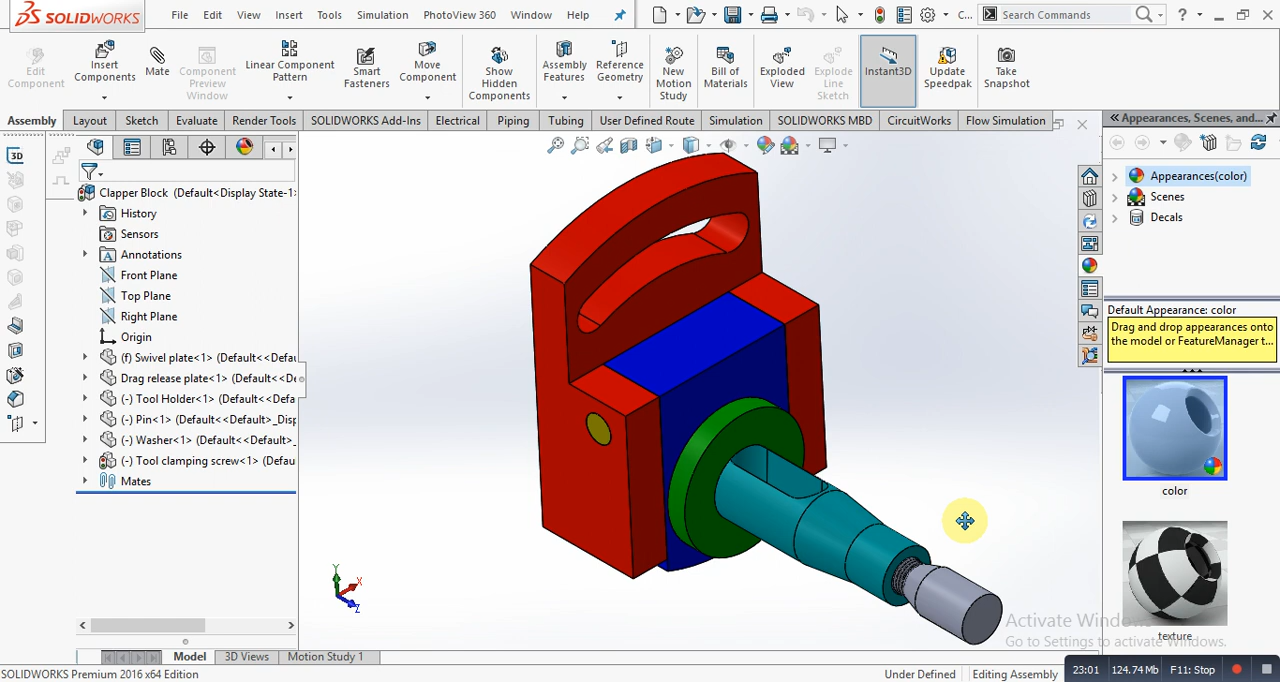 SOLIDWORKS
File Edit View Insert Tools Simulation PhotoView 360 Window Help
C...
Search Commands
?
Edit Component
Insert Components
Mate
Component Preview Window
Linear Component Pattern
Smart Fasteners
Move Component
Show Hidden Components
Assembly Features
Reference Geometry
New Motion Study
Bill of Materials
Exploded View
Explode Line Sketch
Instant3D
Update Speedpak
Take Snapshot
Assembly Layout Sketch Evaluate Render Tools SOLIDWORKS Add-Ins Electrical Piping Tubing User Defined Route Simulation SOLIDWORKS MBD CircuitWorks Flow Simulation
3D
Clapper Block (Default<Display State-1>
History
Sensors
Annotations
Front Plane
Top Plane
Right Plane
Origin
(f) Swivel plate<1> (Default<<Defau
Drag release plate<1> (Default<<De
(-) Tool Holder<1> (Default<<Defa
(-) Pin<1> (Default<<Default>_Disp
(-) Washer<1> (Default<<Default>_
(-) Tool clamping screw<1> (Defau
Mates
Y
X
Z
Appearances, Scenes, and...
Appearances(color)
Scenes
Decals
Default Appearance: color
Drag and drop appearances onto
the model or FeatureManager t...
color
texture
Activate Windows
Go to Settings to activate Windows.
Model 3D Views Motion Study 1
SOLIDWORKS Premium 2016 x64 Edition
Under Defined
Editing Assembly
23:01 124.74 MB F11: Stop